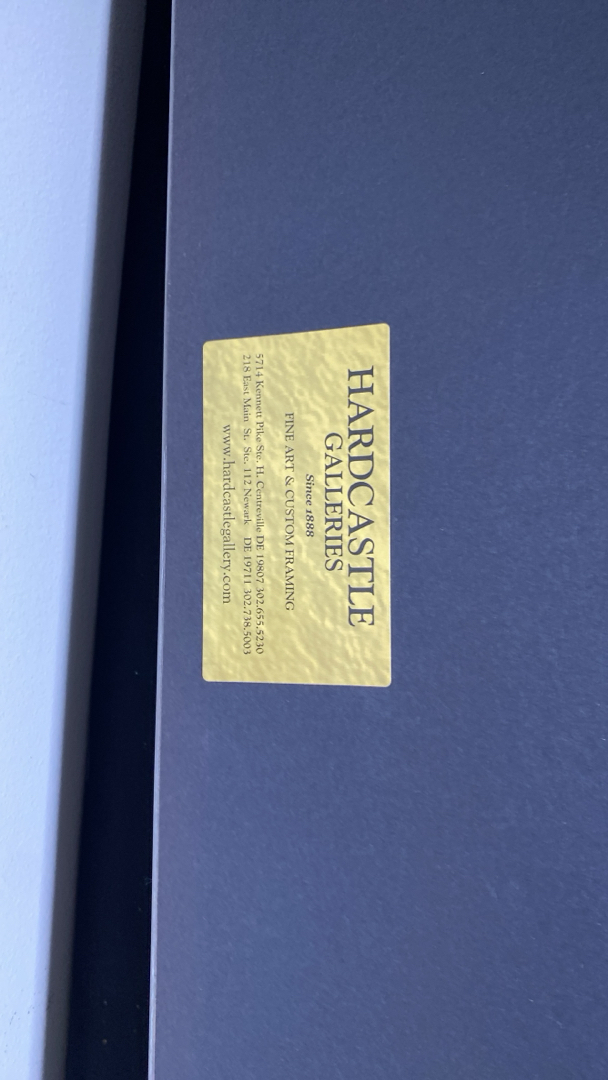 HARDCASTLE
GALLERIES
Since 1888
FINE ART & CUSTOM FRAMING
5714 Kennett Pike Ste. H. Centreville DE 19807 302.655.5230
218 East Main St. Ste. 112 Newark DE 19711 302.738.5003
www.hardcastlegallery.com